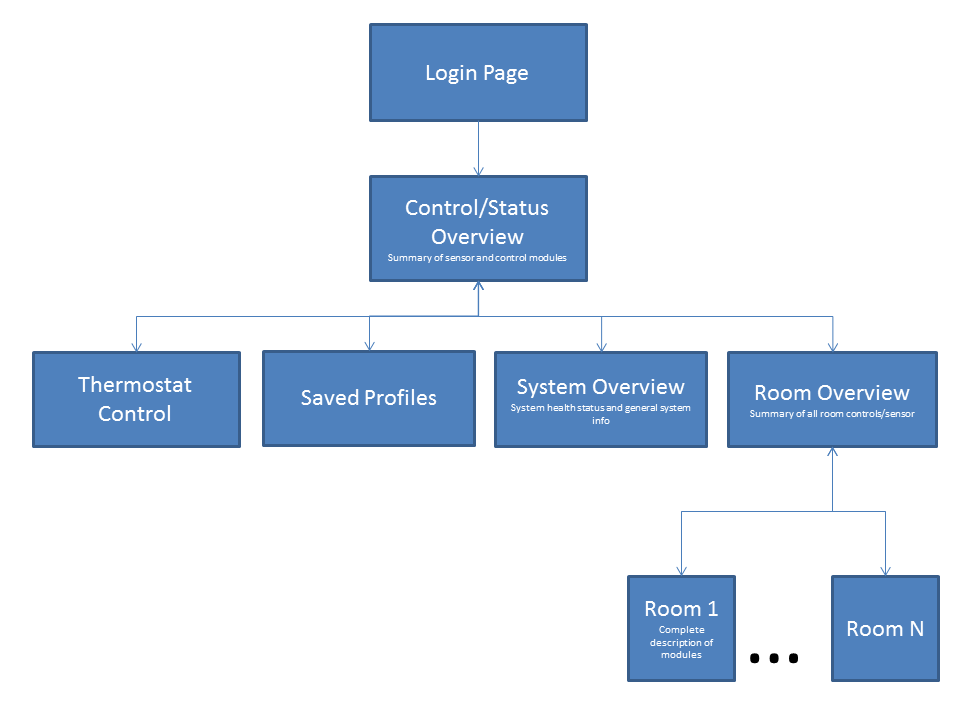 Login Page
Control/Status
Overview
Summary of sensor and control modules
Thermostat
Control
Saved Profiles
System Overview
System health status and general system
info
Room Overview
Summary of all room controls/sensor
Room 1
Complete
description of
modules
...
Room N